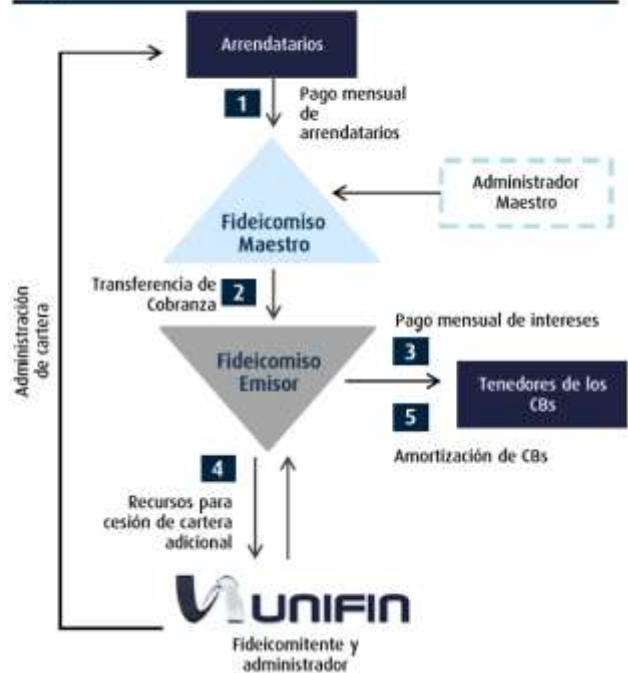 Arrendatarios
1
Pago mensual
de
arrendatarios
Administrador
Maestro
Fideicomiso
Maestro
Transferencia de
Cobranza
2
Pago mensual de intereses
3
Fideicomiso
Emisor
Tenedores de los
CBs
5
Amortización de CBs
Administración
de cartera
4
Recursos para
cesión de cartera
adicional
UNIFIN
Fideicomitente y
administrador